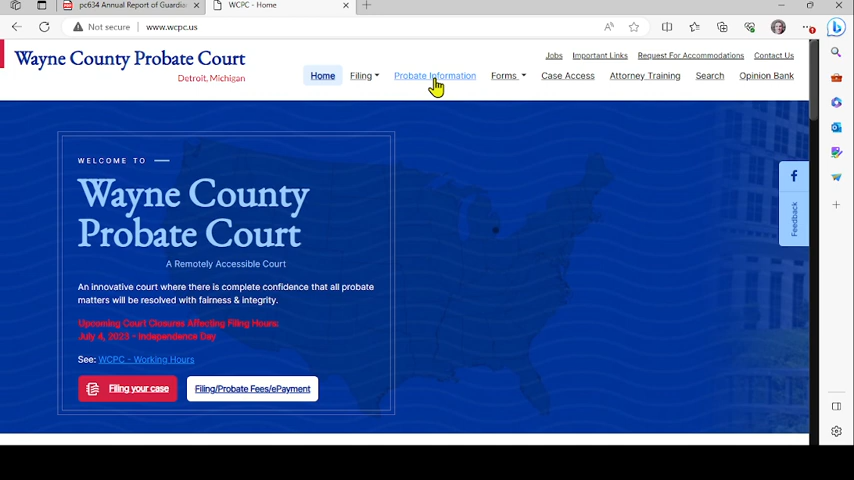 pc634 Annual Report of Guardian
WCPC - Home
Not secure
www.wcpc.us
Wayne County Probate Court
Detroit, Michigan
Jobs Important Links Request For Accommodations Contact Us
Home Filing Probate Information Forms Case Access Attorney Training Search Opinion Bank
WELCOME TO
Wayne County
Probate Court
A Remotely Accessible Court
An innovative court where there is complete confidence that all probate
matters will be resolved with fairness & integrity.
Upcoming Court Closures Affecting Filing Hours:
July 4, 2023 - Independence Day
See: WCPC - Working Hours
Filing your case
Filing/Probate Fees/ePayment
Feedback